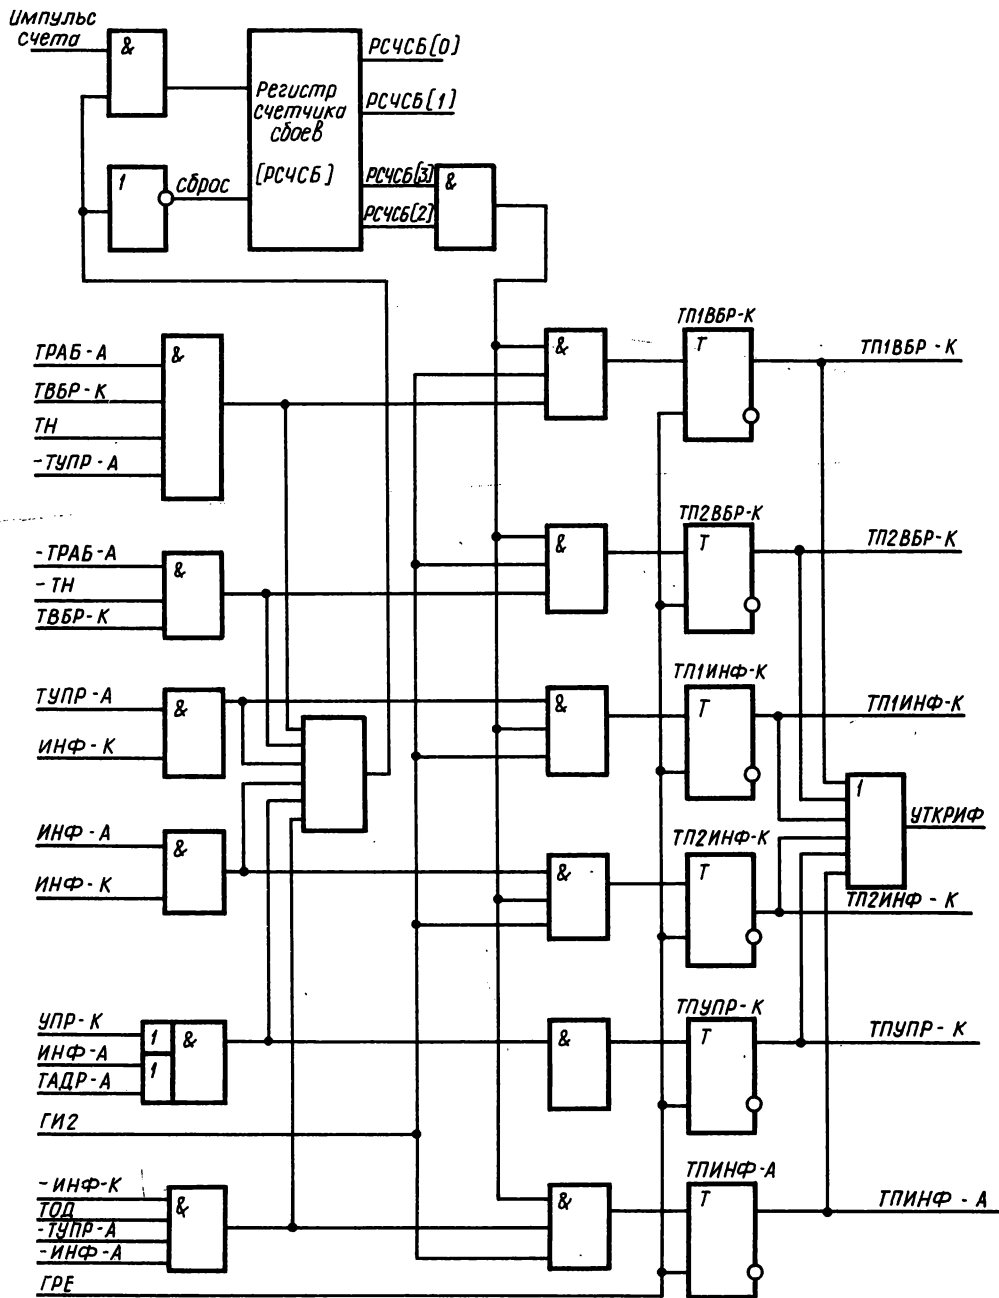 Импульс
счета
&
Регистр
счетчика
сбоев
[РСЧСБ]
РСЧСБ[0]
РСЧСБ[1]
РСЧСБ[3]
РСЧСБ[2]
&
1
сброс
ТРАБ-А
ТВБР-К
ТН
-ТУПР-А
&
&
ТП1ВБР-К
Т
ТП1ВБР-К
-ТРАБ-А
-ТН
ТВБР-К
&
&
ТП2ВБР-К
Т
ТП2ВБР-К
ТУПР-А
ИНФ-К
&
&
ТП1ИНФ-К
Т
ТП1ИНФ-К
1
УТКРИФ
ИНФ-А
ИНФ-К
&
&
ТП2ИНФ-К
Т
ТП2ИНФ-К
УПР-К
ИНФ-А
ТАДР-А
1
1
&
&
ТПУПР-К
Т
ТПУПР-К
ГИ2
-ИНФ-К
ТОД
-ТУПР-А
-ИНФ-А
&
&
ТПИНФ-А
Т
ТПИНФ-А
ГРЕ